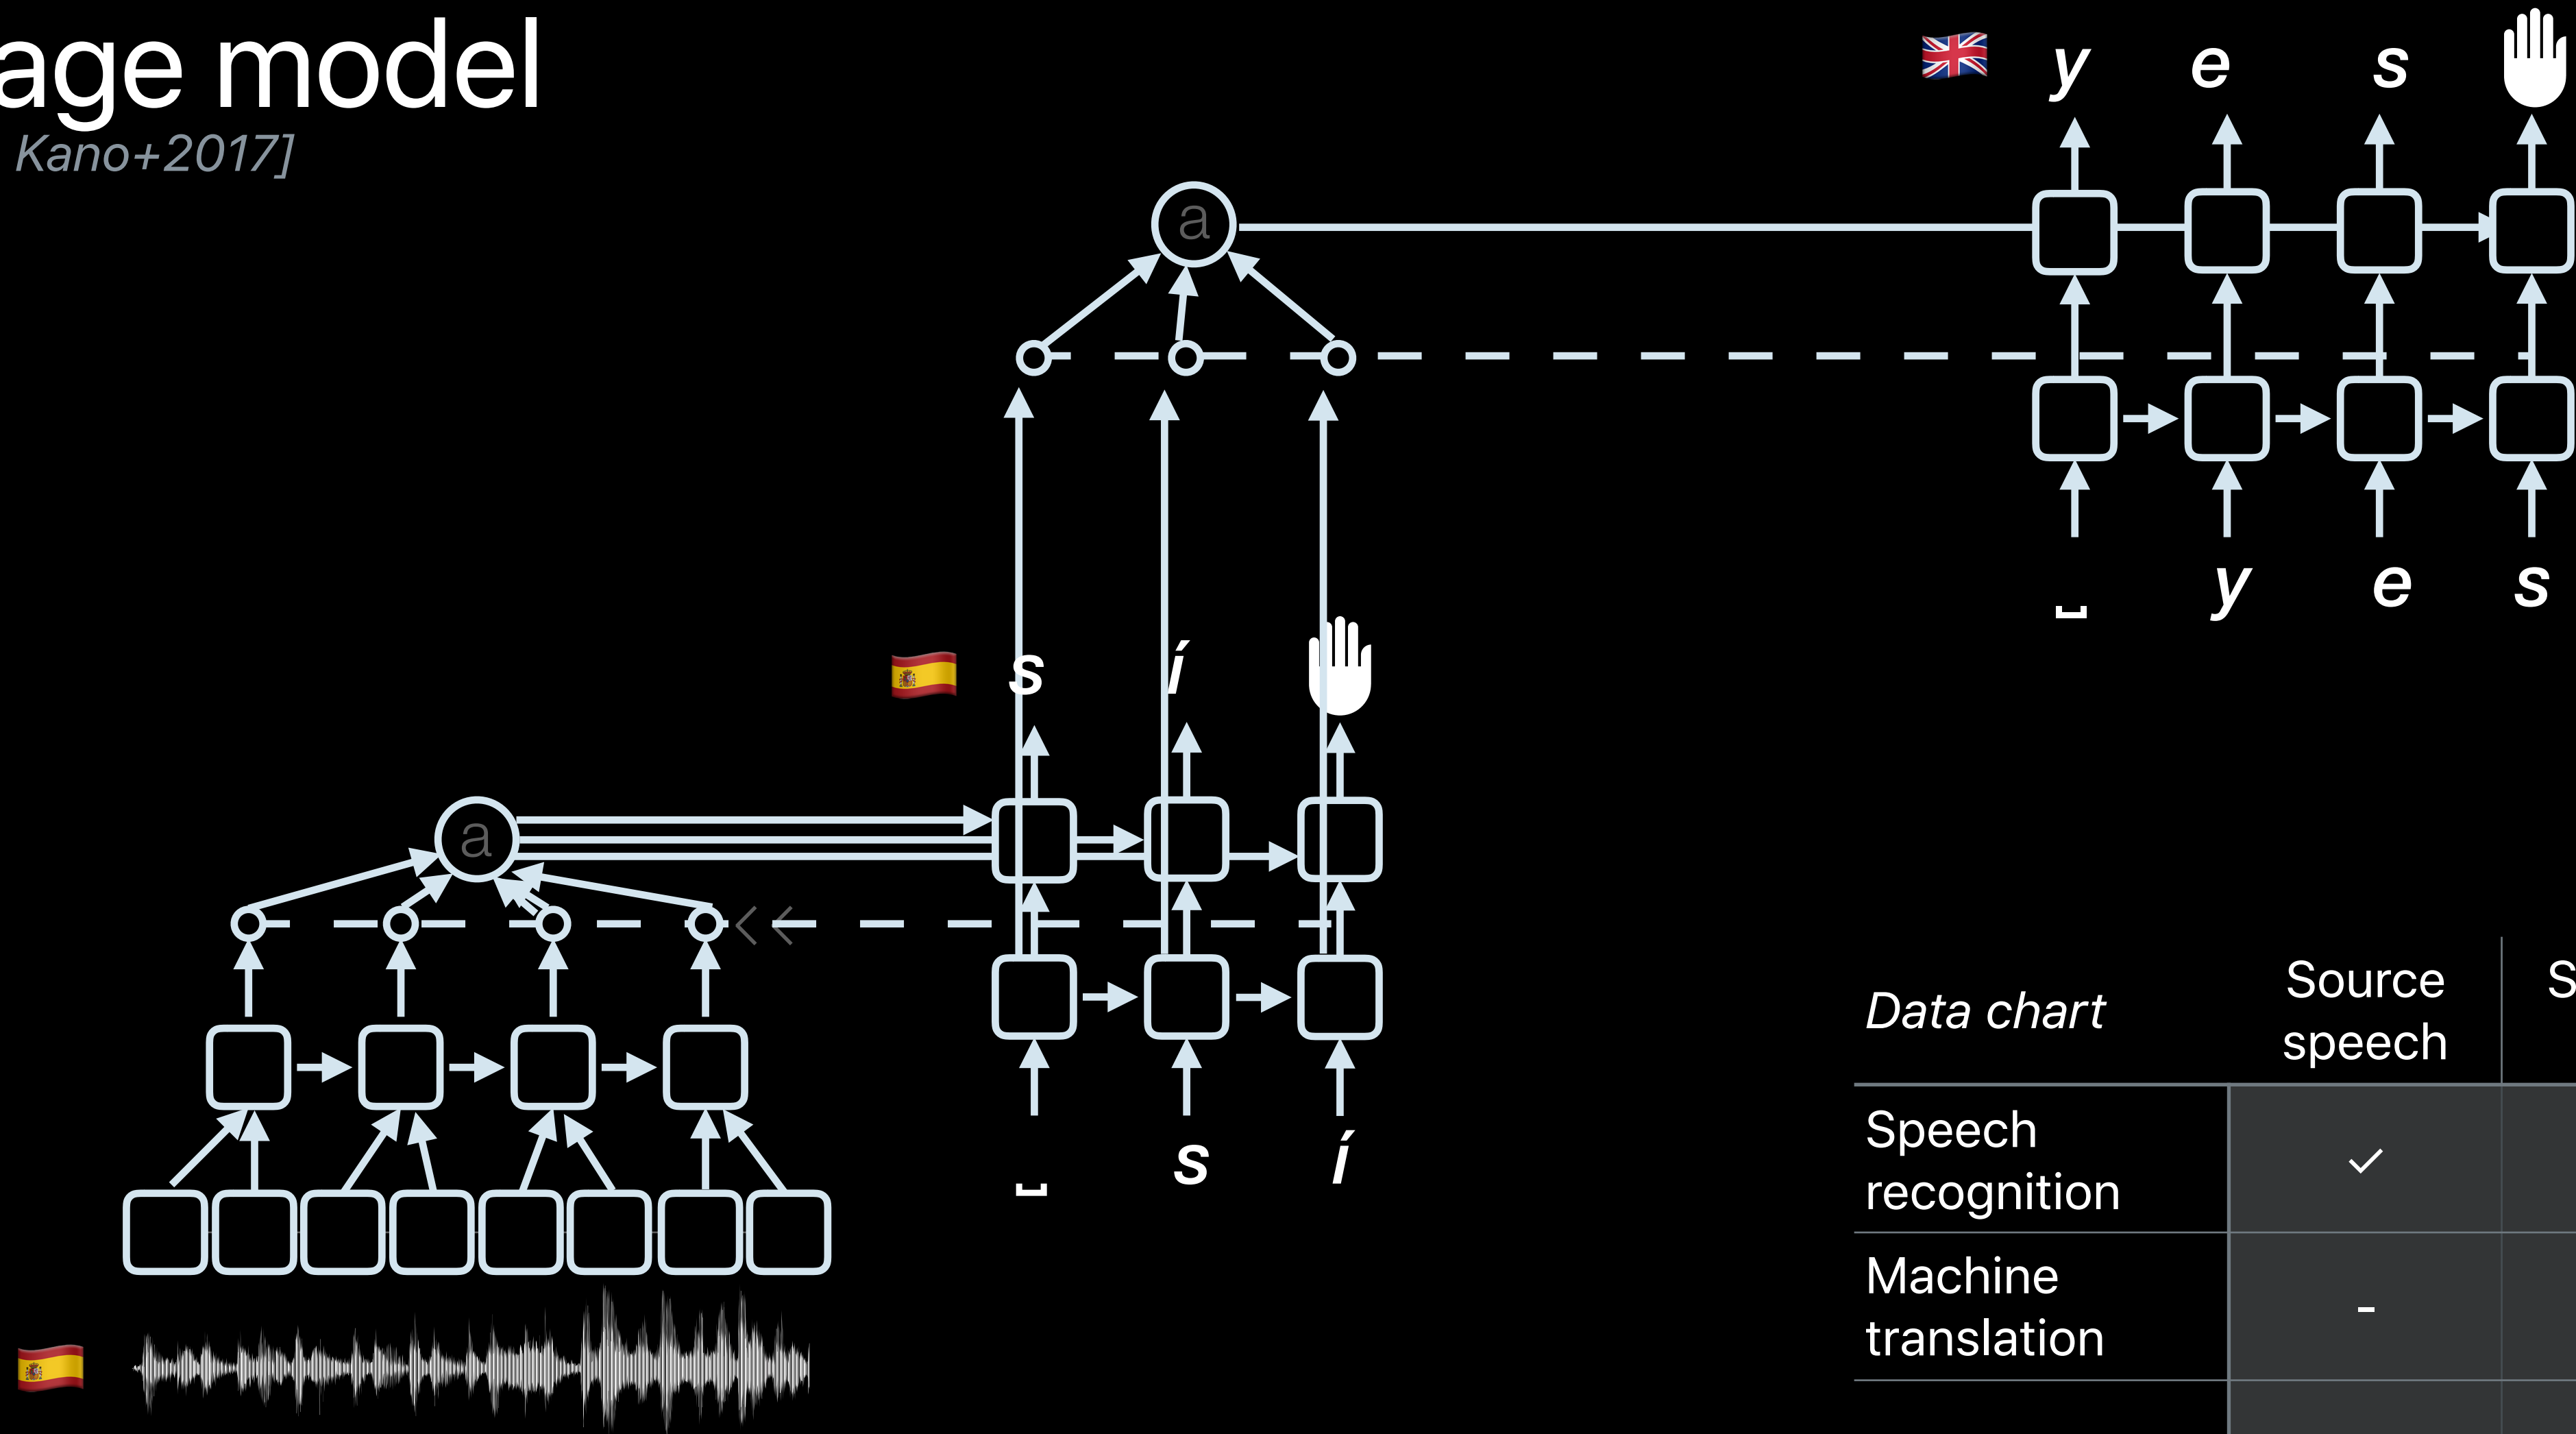 age model
Kano+2017]
y e s
a
y e s
s í
a
s í
Data chart
Source
speech
S
Speech
recognition
✓
Machine
translation
-